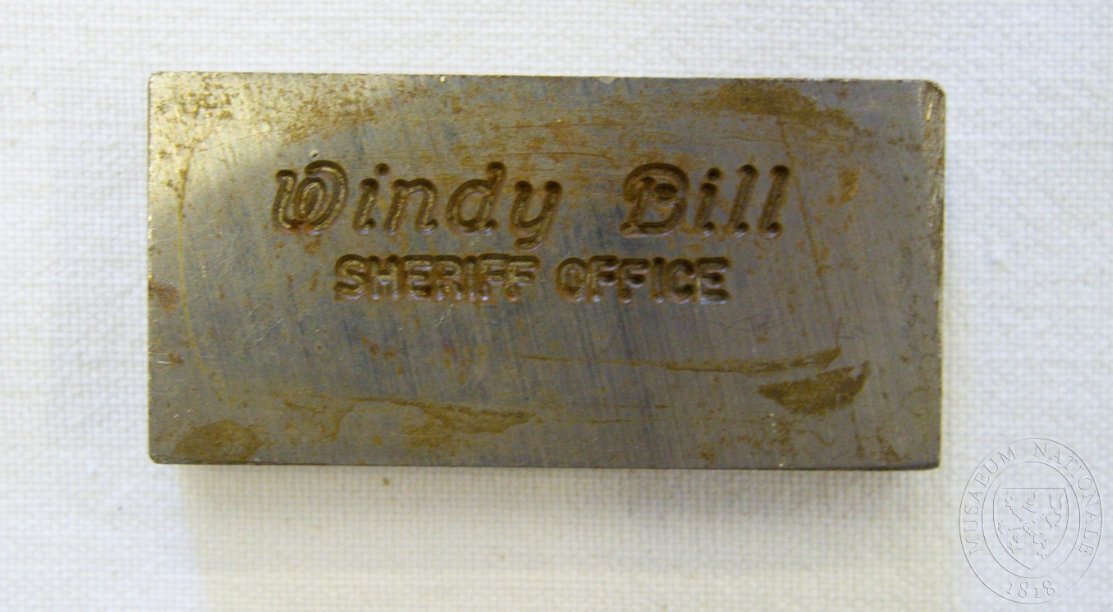 Windy Bill
SHERIFF OFFICE
MUSAEUM NATIONALE
1818